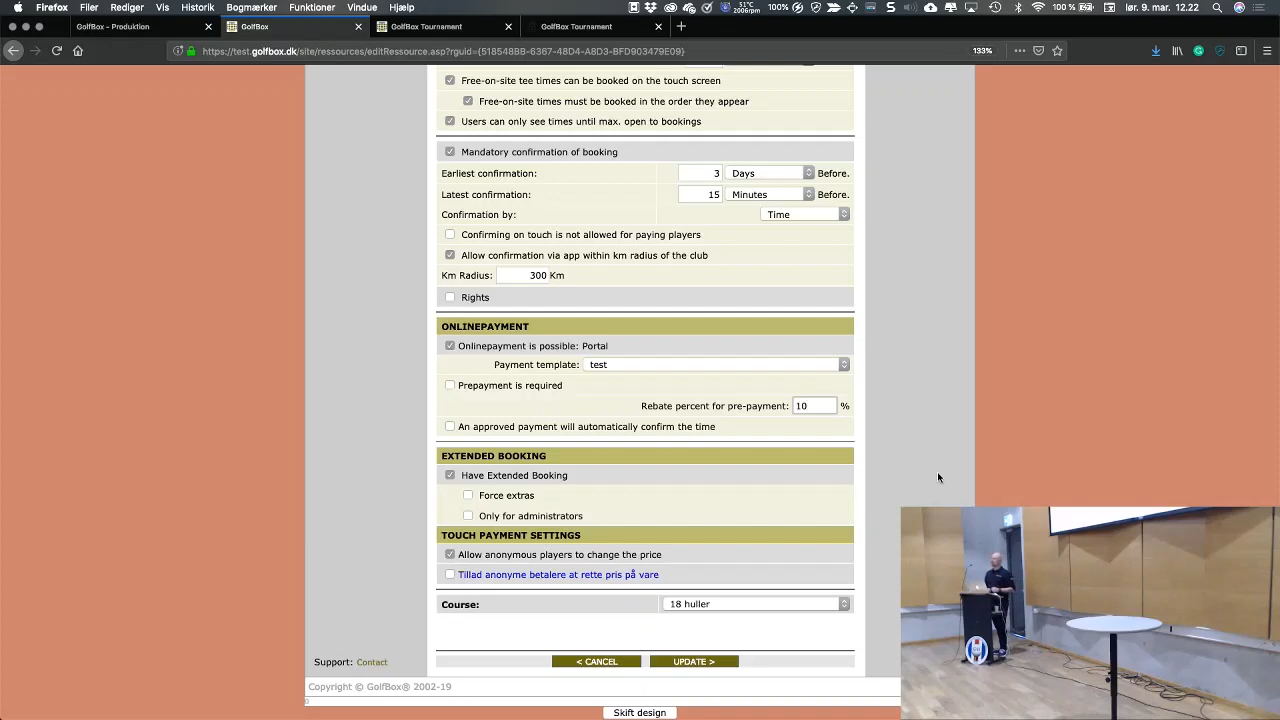 Firefox Arkiv Rediger Vis Historik Bogmærker Funktioner Vindue Hjælp 2006rpm 100% lør. 9. mar. 12.22
GolfBox - Produktion × GolfBox × GolfBox Tournament × GolfBox Tournament × +
https://test.golfbox.dk/site/ressources/editRessource.asp?rguid={518548BB-6367-48D4-A8D3-BFD903479E09} 133%
Free-on-site tee times can be booked on the touch screen
Free-on-site times must be booked in the order they appear
Users can only see times until max. open to bookings
Mandatory confirmation of booking
Earliest confirmation: 3 Days Before.
Latest confirmation: 15 Minutes Before.
Confirmation by: Time
Confirming on touch is not allowed for paying players
Allow confirmation via app within km radius of the club
Km Radius: 300 Km
Rights
ONLINEPAYMENT
Onlinepayment is possible: Portal
Payment template: test
Prepayment is required
Rebate percent for pre-payment: 10 %
An approved payment will automatically confirm the time
EXTENDED BOOKING
Have Extended Booking
Force extras
Only for administrators
TOUCH PAYMENT SETTINGS
Allow anonymous players to change the price
Tillad anonyme betalere at rette pris på vare
Course: 18 huller
Support: Contact < CANCEL UPDATE >
Copyright © GolfBox® 2002-19
0
Skift design